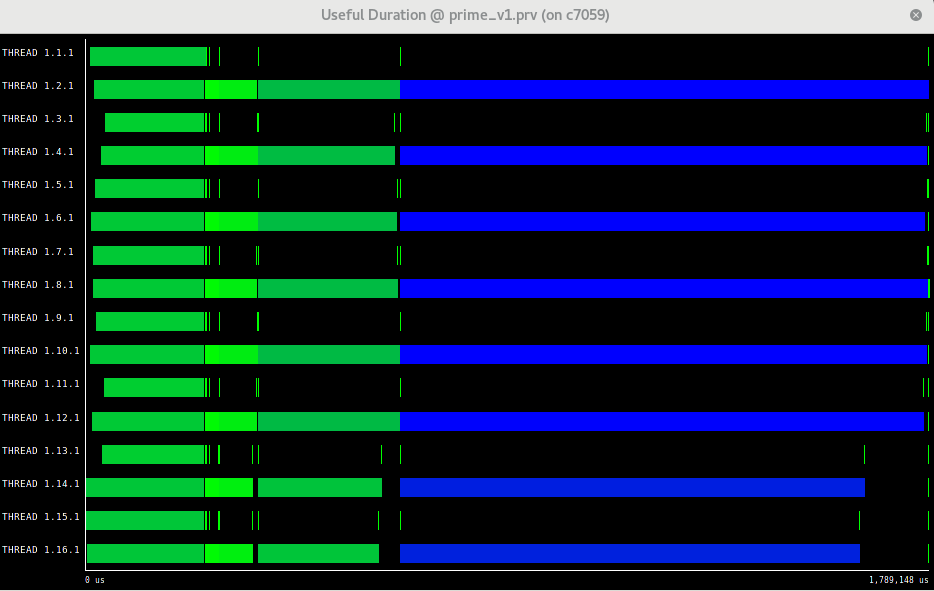 Useful Duration @ prime_v1.prv (on c7059)
THREAD 1.1.1
THREAD 1.2.1
THREAD 1.3.1
THREAD 1.4.1
THREAD 1.5.1
THREAD 1.6.1
THREAD 1.7.1
THREAD 1.8.1
THREAD 1.9.1
THREAD 1.10.1
THREAD 1.11.1
THREAD 1.12.1
THREAD 1.13.1
THREAD 1.14.1
THREAD 1.15.1
THREAD 1.16.1
0 us 1,789,148 us